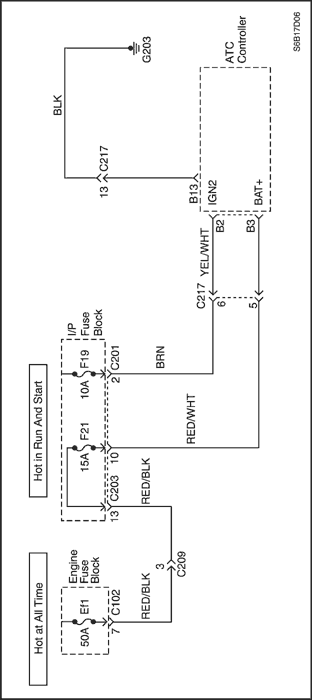 Hot at All Time
Hot in Run And Start
Engine
Fuse
Block
Ef1
50A
C102
7
RED/BLK
3
C209
RED/BLK
I/P
Fuse
Block
F21
15A
F19
10A
13
C203
10
2
C201
RED/WHT
BRN
C217
6
5
YEL/WHT
B2
B3
IGN2
BAT+
B13
ATC
Controller
13
C217
BLK
G203
S6B17D06